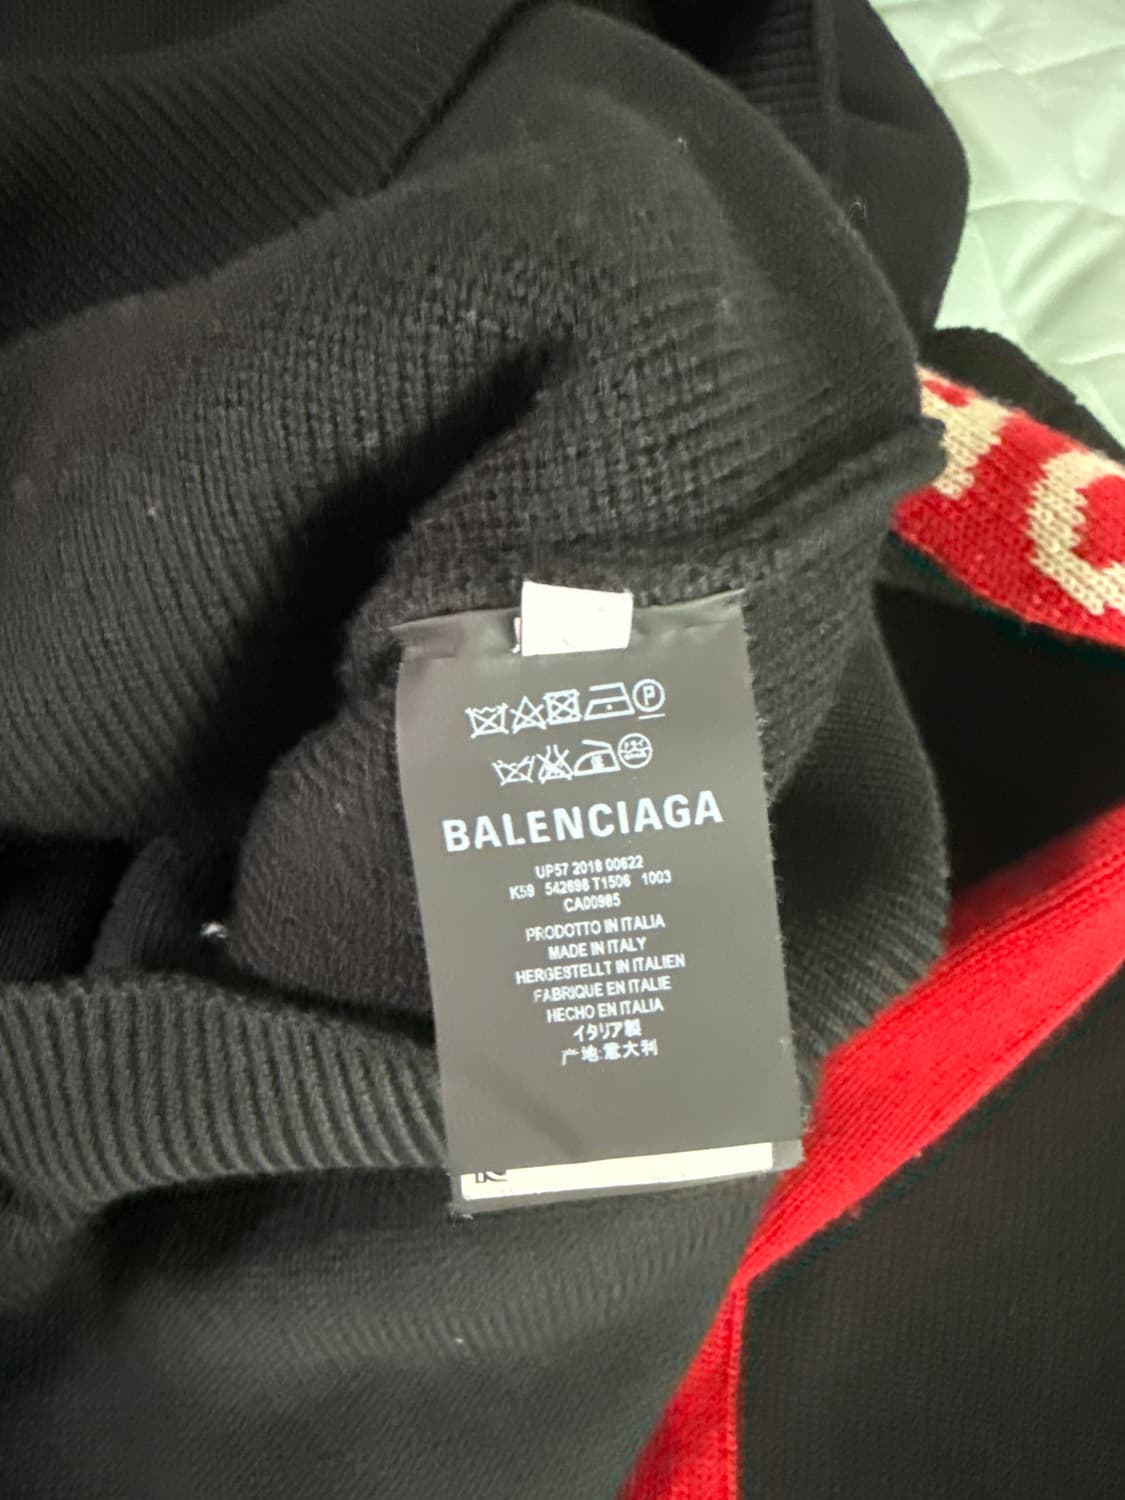 P
BALENCIAGA
UP57 2018 00622
K59 542698 T1506 1003
CA00985
PRODOTTO IN ITALIA
MADE IN ITALY
HERGESTELLT IN ITALIEN
FABRIQUE EN ITALIE
HECHO EN ITALIA
イタリア製
产地:意大利